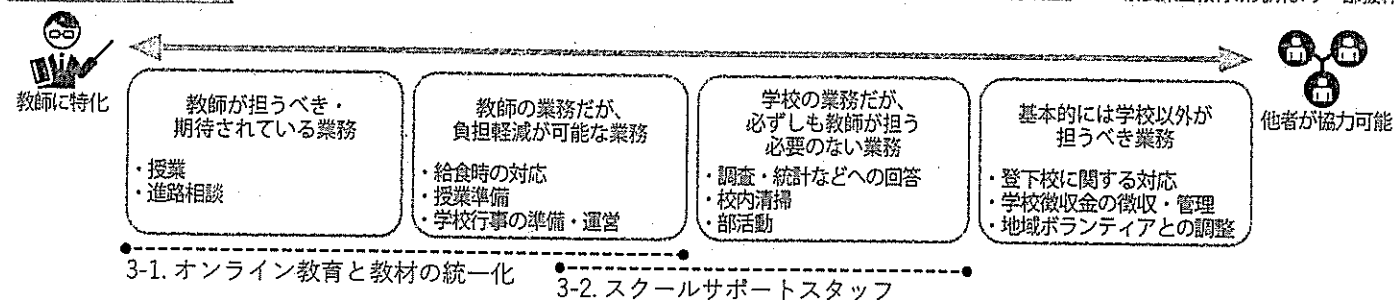 教師に特化
教師が担うべき・
期待されている業務
・授業
・進路相談
教師の業務だが、
負担軽減が可能な業務
・給食時の対応
・授業準備
・学校行事の準備・運営
学校の業務だが、
必ずしも教師が担う
必要のない業務
・調査・統計などへの回答
・校内清掃
・部活動
基本的には学校以外が
担うべき業務
・登下校に関する対応
・学校徴収金の徴収・管理
・地域ボランティアとの調整
他者が協力可能
3-1. オンライン教育と教材の統一化
3-2. スクールサポートスタッフ